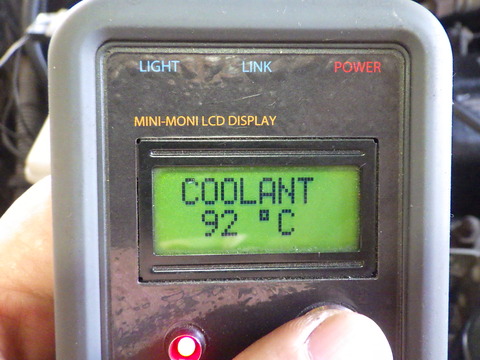 LIGHT LINK POWER
MINI-MONI LCD DISPLAY
COOLANT
92 °C